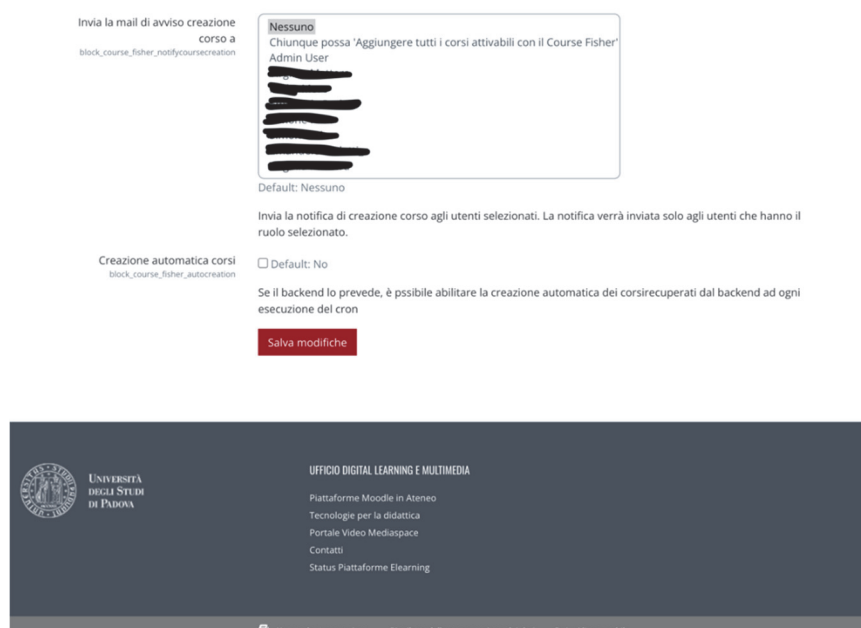 Invia la mail di avviso creazione
corso a
block_course_fisher_notifycoursecreation
Nessuno
Chiunque possa 'Aggiungere tutti i corsi attivabili con il Course Fisher'
Admin User
Default: Nessuno
Invia la notifica di creazione corso agli utenti selezionati. La notifica verrà inviata solo agli utenti che hanno il
ruolo selezionato.
Creazione automatica corsi
block_course_fisher_autocreation
Default: No
Se il backend lo prevede, è pssibile abilitare la creazione automatica dei corsirecuperati dal backend ad ogni
esecuzione del cron
Salva modifiche
UNIVERSITÀ
DEGLI STUDI
DI PADOVA
UFFICIO DIGITAL LEARNING E MULTIMEDIA
Piattaforme Moodle in Ateneo
Tecnologie per la didattica
Portale Video Mediaspace
Contatti
Status Piattaforme Elearning